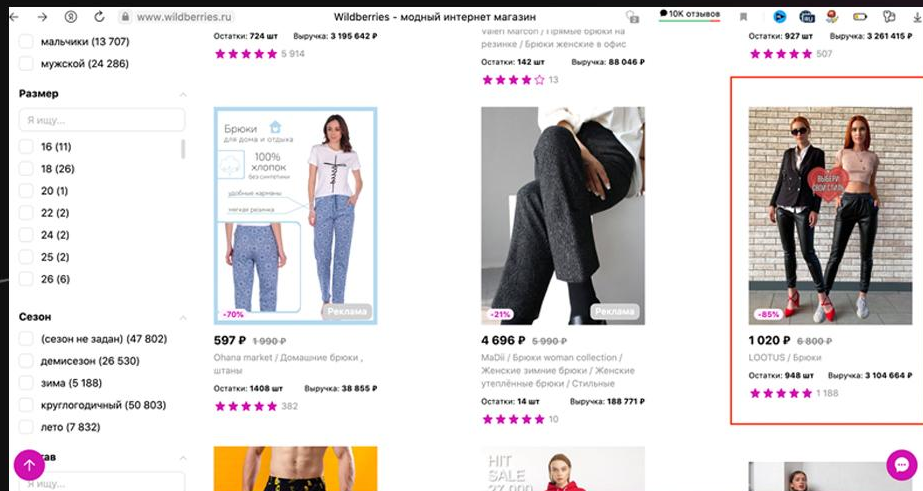 www.wildberries.ru
Wildberries - модный интернет магазин
10K отзывов
мальчики (13 707)
мужской (24 286)
Размер
Я ищу...
16 (11)
18 (26)
20 (1)
22 (2)
24 (2)
25 (2)
26 (6)
Сезон
(сезон не задан) (47 802)
демисезон (26 530)
зима (5 188)
круглогодичный (50 803)
лето (7 832)
Я ищу...
Остатки: 724 шт Выручка: 3 195 642 ₽
5 914
Брюки
для дома и отдыха
100%
хлопок
без синтетики
удобные карманы
мягкая резинка
-70%
Реклама
597 ₽ 1 990 ₽
Ohana market / Домашние брюки ,
штаны
Остатки: 1408 шт Выручка: 38 855 ₽
382
Valeri Marcon / Прямые брюки на
резинке / Брюки женские в офис
Остатки: 142 шт Выручка: 88 046 ₽
13
-21%
Реклама
4 696 ₽ 5 990 ₽
MaDii / Брюки woman collection /
Женские зимние брюки / Женские
утеплённые брюки / Стильные
Остатки: 14 шт Выручка: 188 771 ₽
10
HIT
SALE
Остатки: 927 шт Выручка: 3 261 415 ₽
507
ВЫБЕРИ
СВОЙ СТИЛЬ
-85%
1 020 ₽ 6 800 ₽
LOOTUS / Брюки
Остатки: 948 шт Выручка: 3 104 664 ₽
1 188